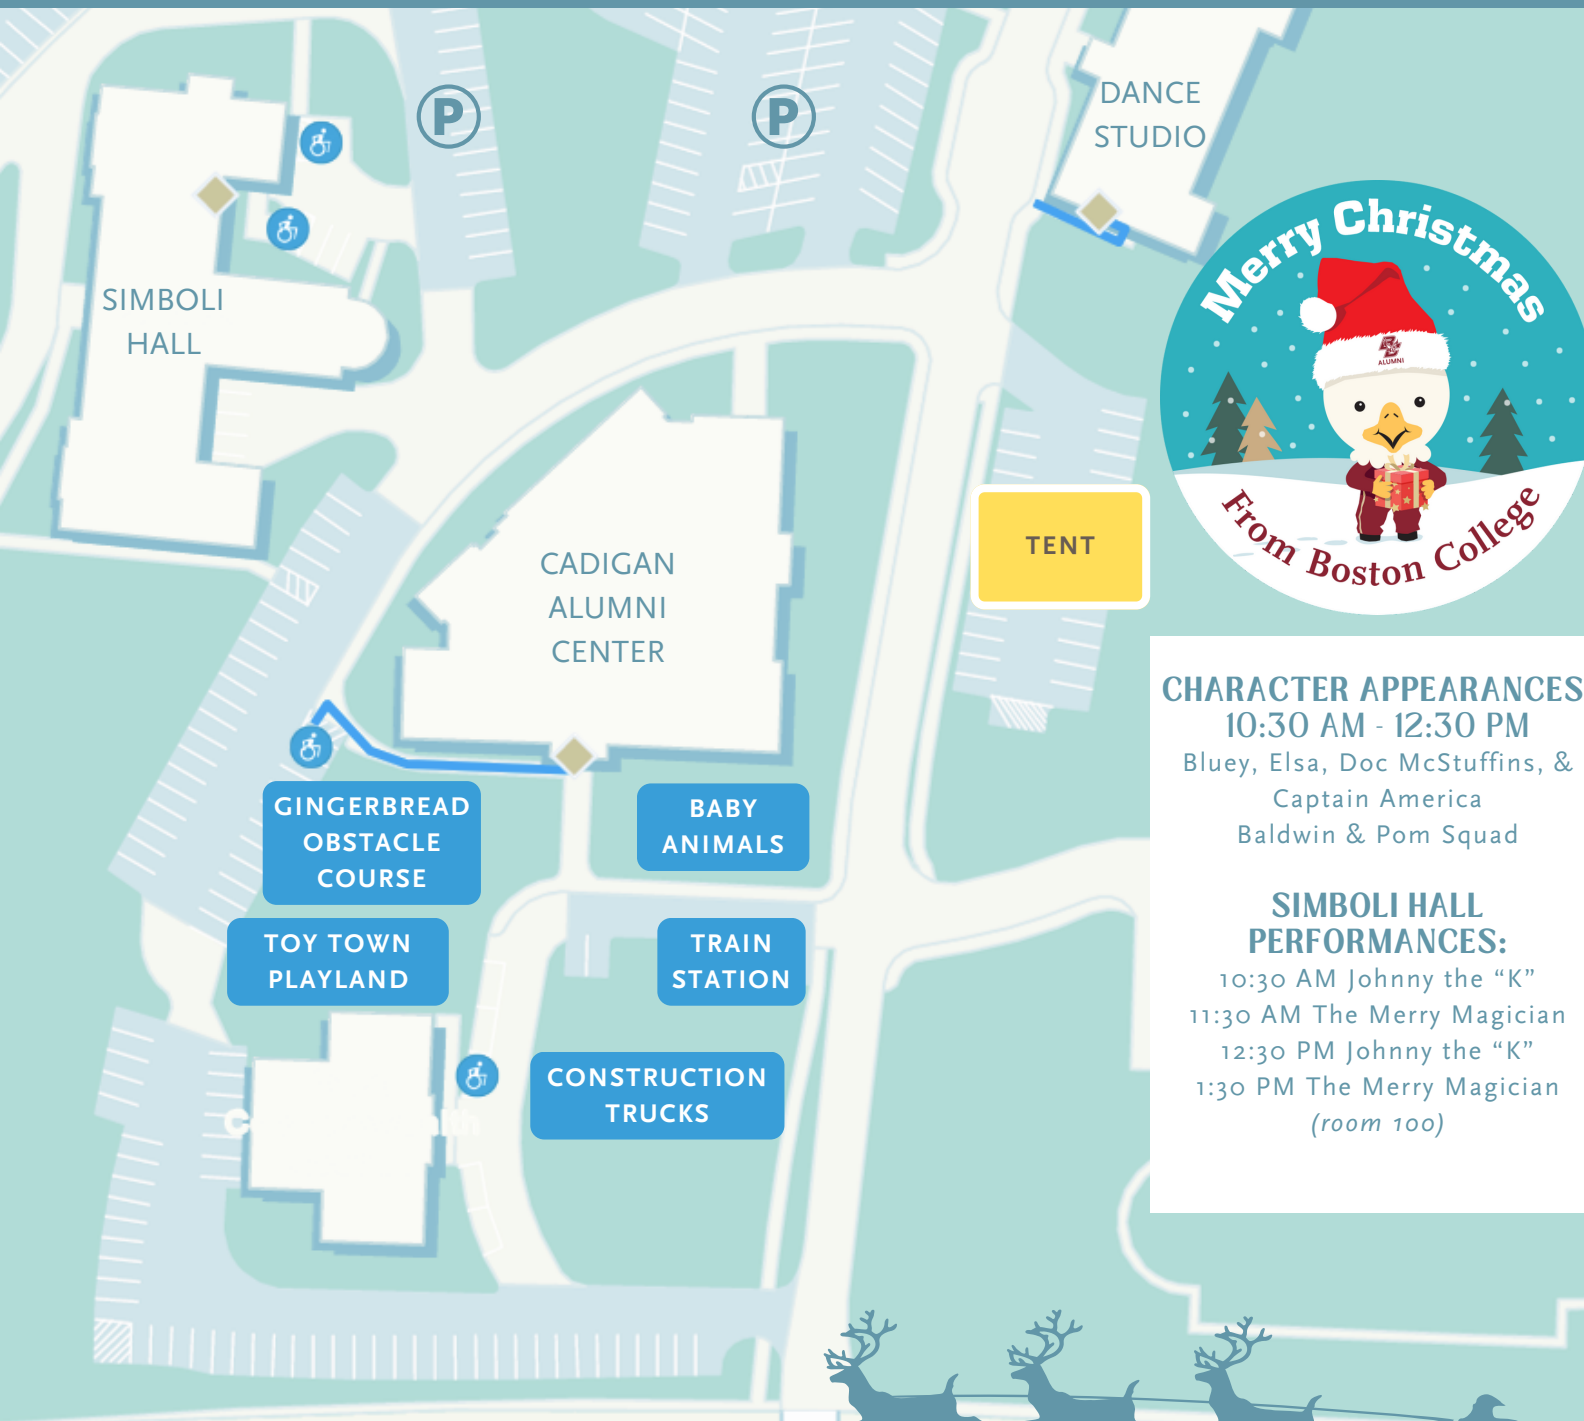 P
P
DANCE
STUDIO
SIMBOLI
HALL
Merry Christmas
ALUMNI
From Boston College
CADIGAN
ALUMNI
CENTER
TENT
GINGERBREAD
OBSTACLE
COURSE
BABY
ANIMALS
TOY TOWN
PLAYLAND
TRAIN
STATION
CONSTRUCTION
TRUCKS
CHARACTER APPEARANCES
10:30 AM - 12:30 PM
Bluey, Elsa, Doc McStuffins, &
Captain America
Baldwin & Pom Squad
SIMBOLI HALL
PERFORMANCES:
10:30 AM Johnny the “K”
11:30 AM The Merry Magician
12:30 PM Johnny the “K”
1:30 PM The Merry Magician
(room 100)